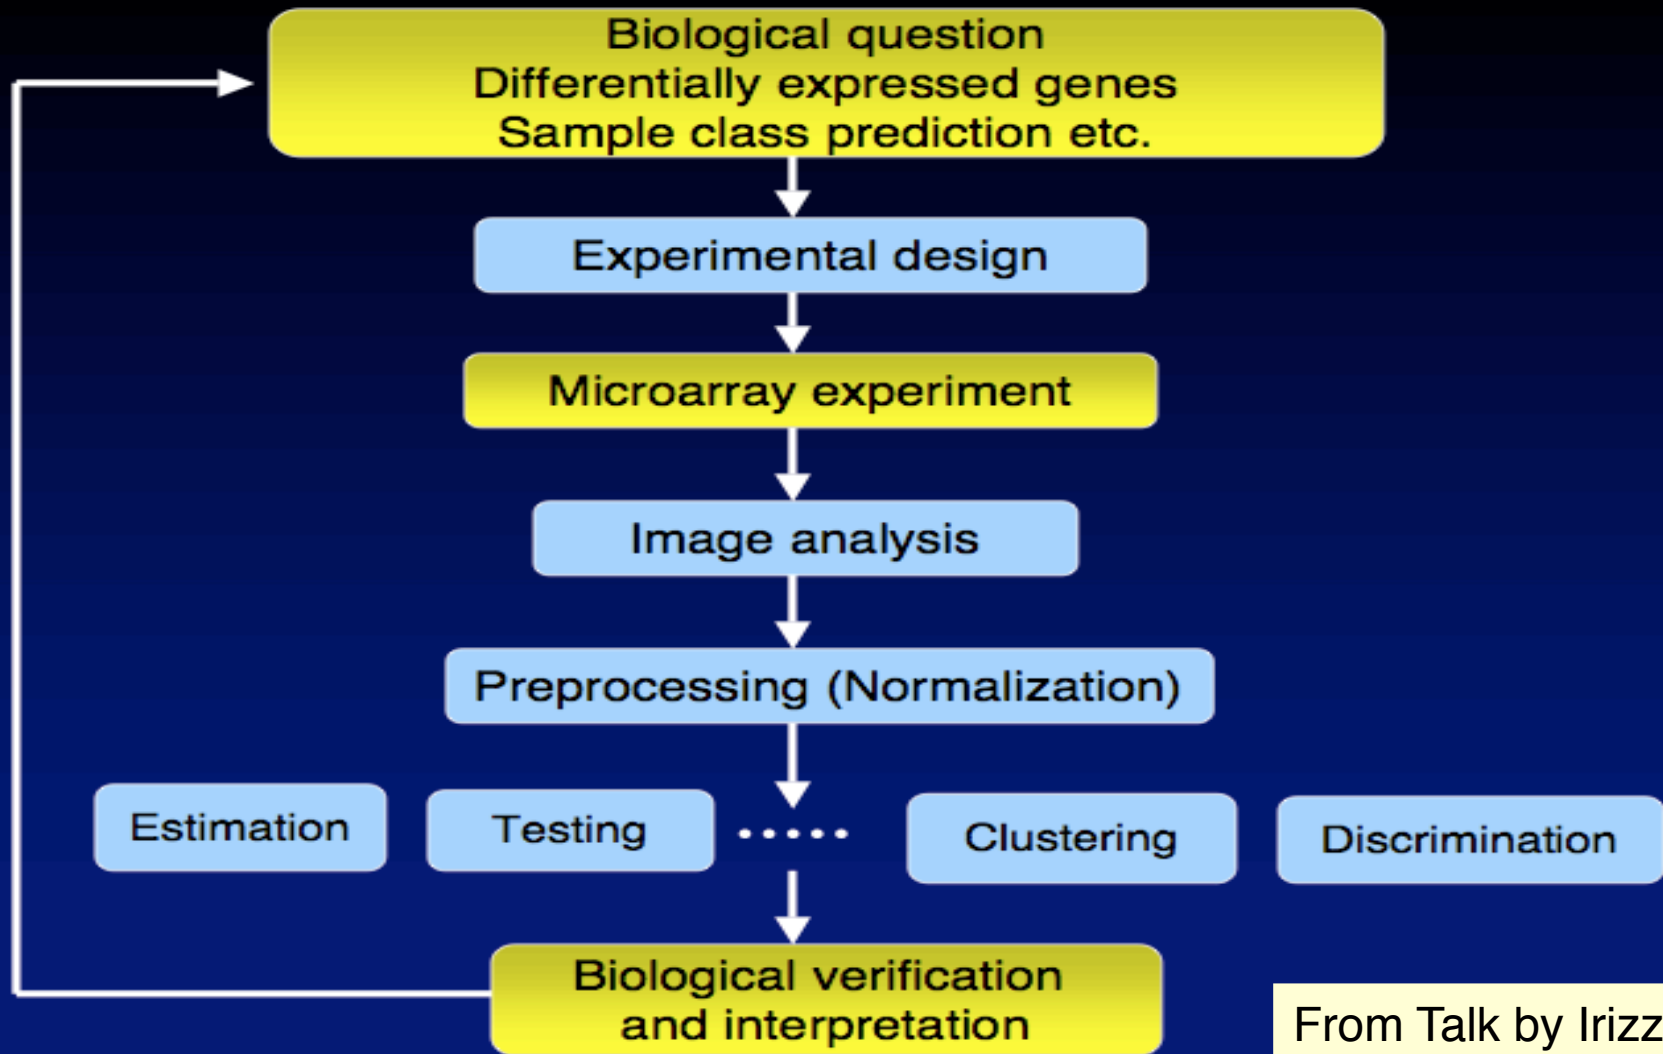 Biological question
Differentially expressed genes
Sample class prediction etc.
Experimental design
Microarray experiment
Image analysis
Preprocessing (Normalization)
Estimation
Testing
.....
Clustering
Discrimination
Biological verification
and interpretation
From Talk by Irizz